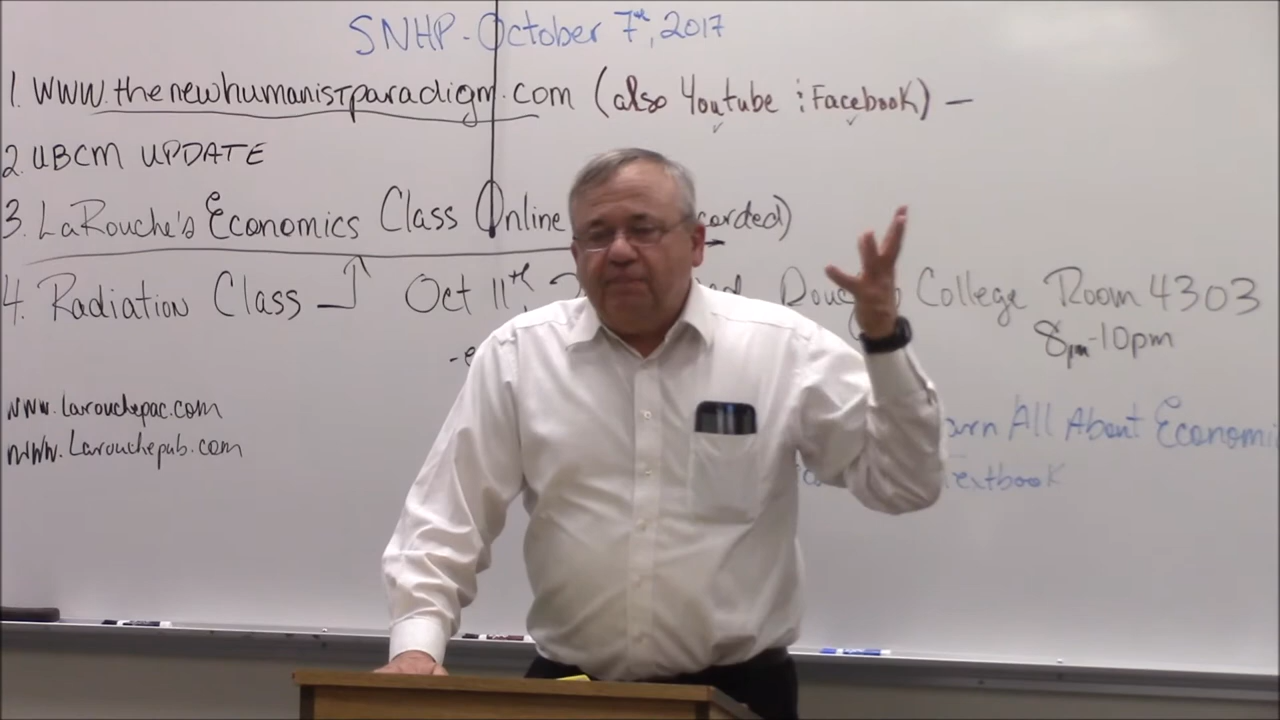 SNHP - October 7th, 2017
1. WWW.thenewhumanistparadigm.com (also Youtube & Facebook) —
2. UBCM UPDATE
3. LaRouche's Economics Class Online
4. Radiation Class Oct 11th, College Room 4303
8pm-10pm
www.larouchepac.com
www.Larouchepub.com
All About
Textbook